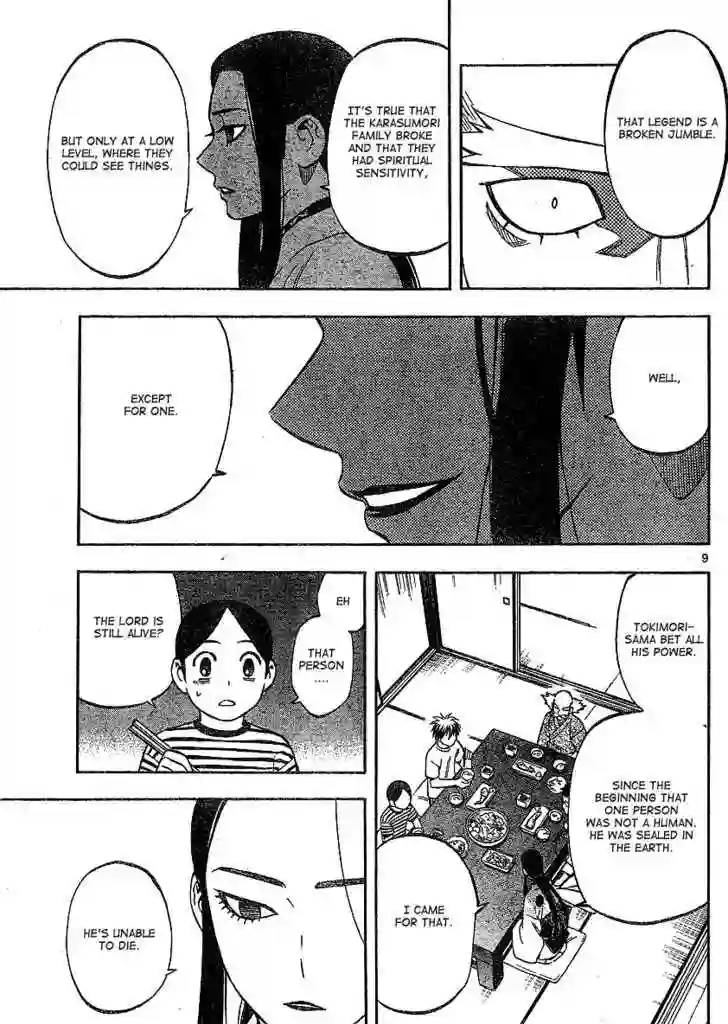 THAT LEGEND IS A
BROKEN JUMBLE.
IT'S TRUE THAT
THE KARASUMORI
FAMILY BROKE
AND THAT THEY
HAD SPIRITUAL
SENSITIVITY,
BUT ONLY AT A LOW
LEVEL, WHERE THEY
COULD SEE THINGS.
WELL,
EXCEPT
FOR ONE.
9
TOKIMORI-
SAMA BET ALL
HIS POWER.
SINCE THE
BEGINNING THAT
ONE PERSON
WAS NOT A HUMAN.
HE WAS SEALED IN
THE EARTH.
I CAME
FOR THAT.
EH
THAT
PERSON
....
THE LORD IS
STILL ALIVE?
HE'S UNABLE
TO DIE.